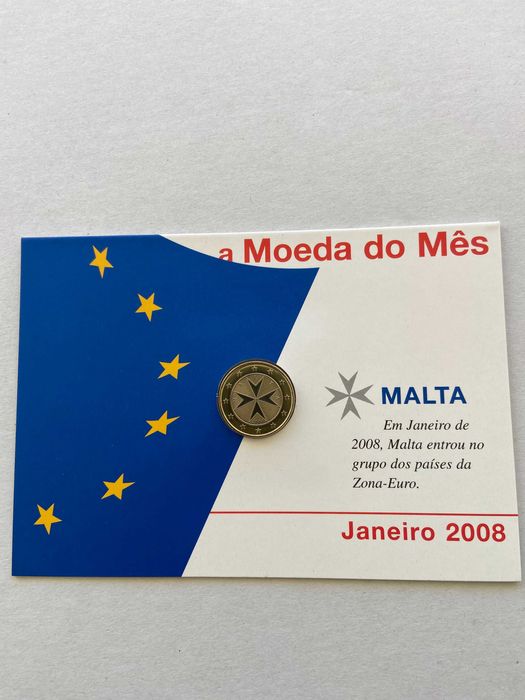 a Moeda do Mês
MALTA
Em Janeiro de
2008, Malta entrou no
grupo dos países da
Zona-Euro.
Janeiro 2008